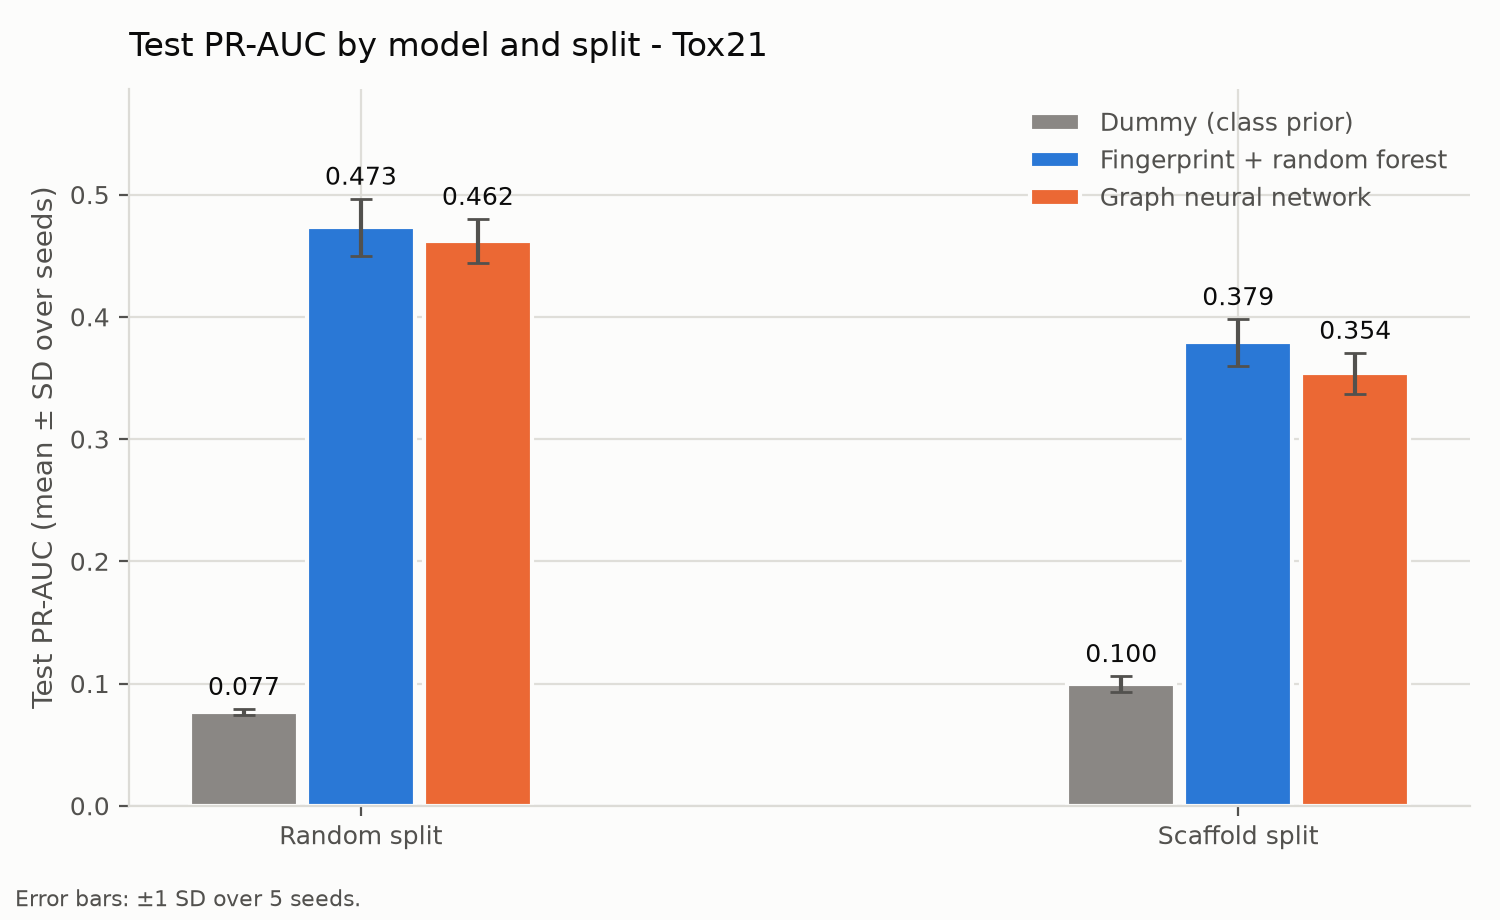 Test PR-AUC by model and split - Tox21
Dummy (class prior)
Fingerprint + random forest
Graph neural network
Test PR-AUC (mean ± SD over seeds)
0.5
0.4
0.3
0.2
0.1
0.0
0.077
0.473
0.462
0.100
0.379
0.354
Random split
Scaffold split
Error bars: ±1 SD over 5 seeds.